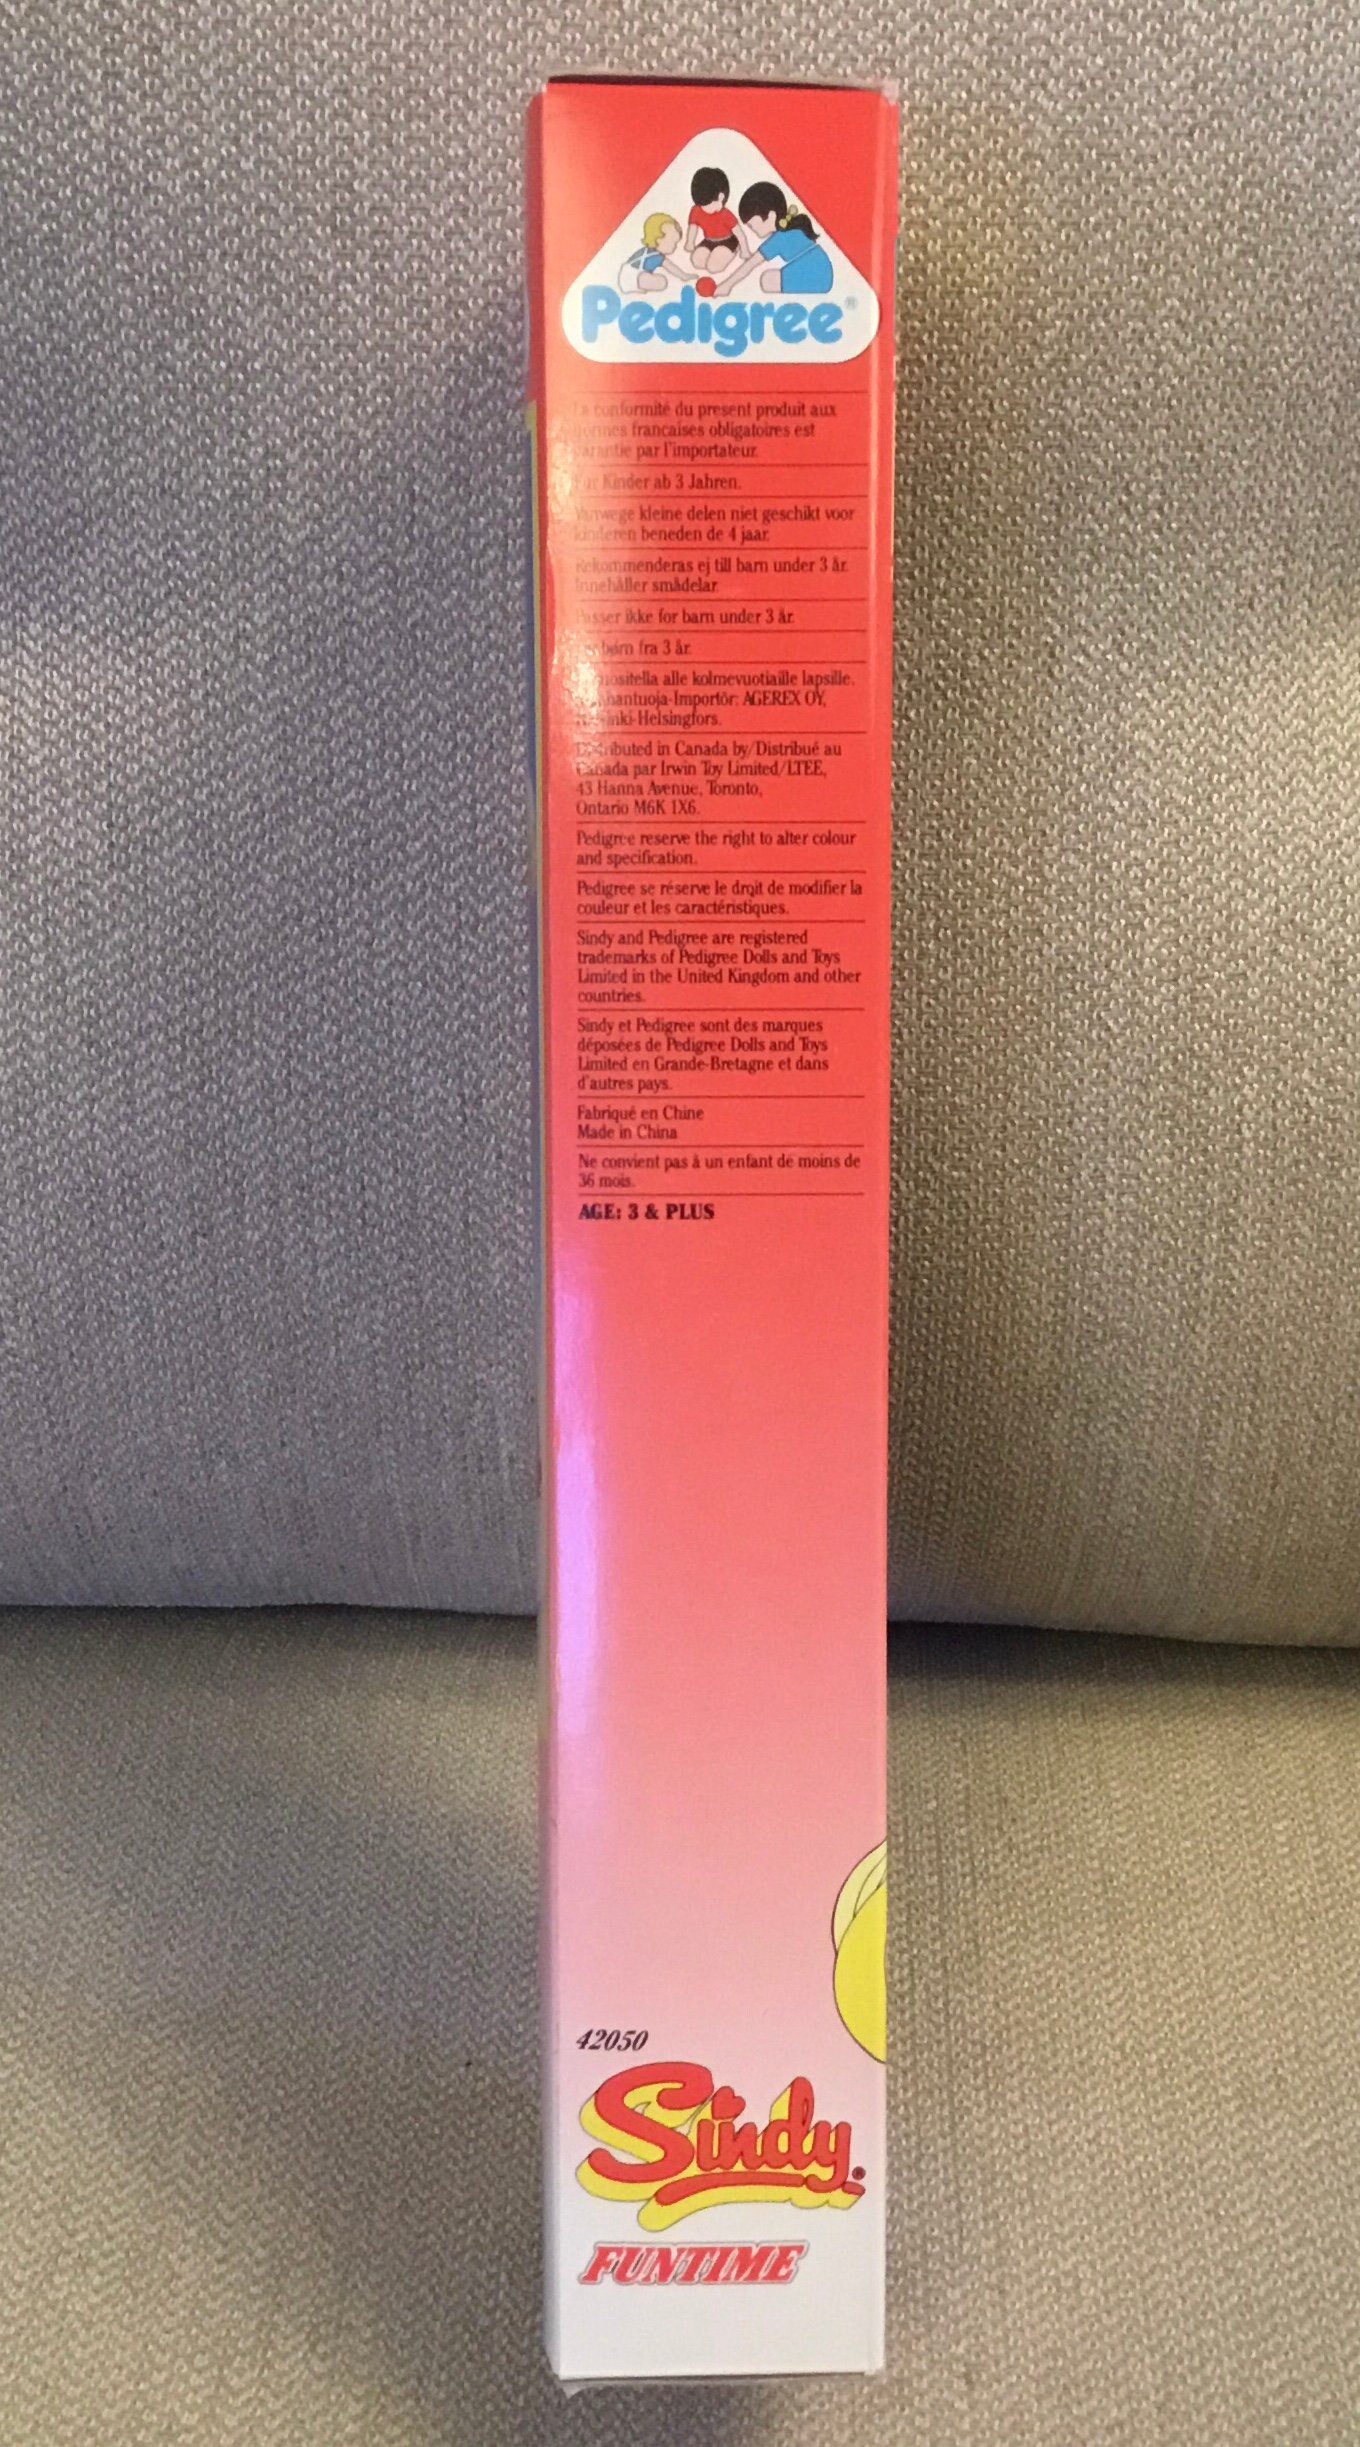 Pedigree®
La conformité du present produit aux
normes francaises obligatoires est
garantie par l'importateur.
Für Kinder ab 3 Jahren.
Vanwege kleine delen niet geschikt voor
kinderen beneden de 4 jaar.
Rekommenderas ej till barn under 3 år.
Innehåller smådelar.
Passer ikke for barn under 3 år.
børn fra 3 år.
alle kolmevuotiaille lapsille.
Importör: AGEREX OY,
Helsinki-Helsingfors.
Distributed in Canada by/Distribué au
Canada par Irwin Toy Limited/LTEE,
43 Hanna Avenue, Toronto,
Ontario M6K 1X6.
Pedigree reserve the right to alter colour
and specification.
Pedigree se réserve le droit de modifier la
couleur et les caractéristiques.
Sindy and Pedigree are registered
trademarks of Pedigree Dolls and Toys
Limited in the United Kingdom and other
countries.
Sindy et Pedigree sont des marques
déposées de Pedigree Dolls and Toys
Limited en Grande-Bretagne et dans
d'autres pays.
Fabriqué en Chine
Made in China
Ne convient pas à un enfant de moins de
36 mois.
AGE: 3 & PLUS
42050
Sindy®
FUNTIME